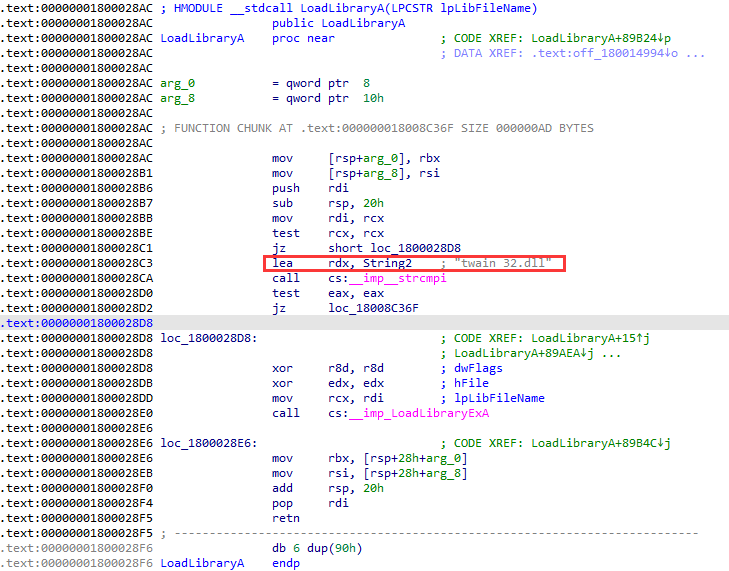 .text:00000001800028AC ; HMODULE __stdcall LoadLibraryA(LPCSTR lpLibFileName)
.text:00000001800028AC public LoadLibraryA
.text:00000001800028AC LoadLibraryA proc near ; CODE XREF: LoadLibraryA+89B24↓p
.text:00000001800028AC ; DATA XREF: .text:off_180014994↓o ...
.text:00000001800028AC
.text:00000001800028AC arg_0 = qword ptr 8
.text:00000001800028AC arg_8 = qword ptr 10h
.text:00000001800028AC
.text:00000001800028AC ; FUNCTION CHUNK AT .text:000000018008C36F SIZE 000000AD BYTES
.text:00000001800028AC
.text:00000001800028AC mov [rsp+arg_0], rbx
.text:00000001800028B1 mov [rsp+arg_8], rsi
.text:00000001800028B6 push rdi
.text:00000001800028B7 sub rsp, 20h
.text:00000001800028BB mov rdi, rcx
.text:00000001800028BE test rcx, rcx
.text:00000001800028C1 jz short loc_1800028D8
.text:00000001800028C3 lea rdx, String2 ; "twain_32.dll"
.text:00000001800028CA call cs:__imp__strcmpi
.text:00000001800028D0 test eax, eax
.text:00000001800028D2 jz loc_18008C36F
.text:00000001800028D8
.text:00000001800028D8 loc_1800028D8: ; CODE XREF: LoadLibraryA+15↑j
.text:00000001800028D8 ; LoadLibraryA+89AEA↓j ...
.text:00000001800028D8 xor r8d, r8d ; dwFlags
.text:00000001800028DB xor edx, edx ; hFile
.text:00000001800028DD mov rcx, rdi ; lpLibFileName
.text:00000001800028E0 call cs:__imp_LoadLibraryExA
.text:00000001800028E6
.text:00000001800028E6 loc_1800028E6: ; CODE XREF: LoadLibraryA+89B4C↓j
.text:00000001800028E6 mov rbx, [rsp+28h+arg_0]
.text:00000001800028EB mov rsi, [rsp+28h+arg_8]
.text:00000001800028F0 add rsp, 20h
.text:00000001800028F4 pop rdi
.text:00000001800028F5 retn
.text:00000001800028F5 ; ---------------------------------------------------------------------------
.text:00000001800028F6 db 6 dup(90h)
.text:00000001800028F6 LoadLibraryA endp